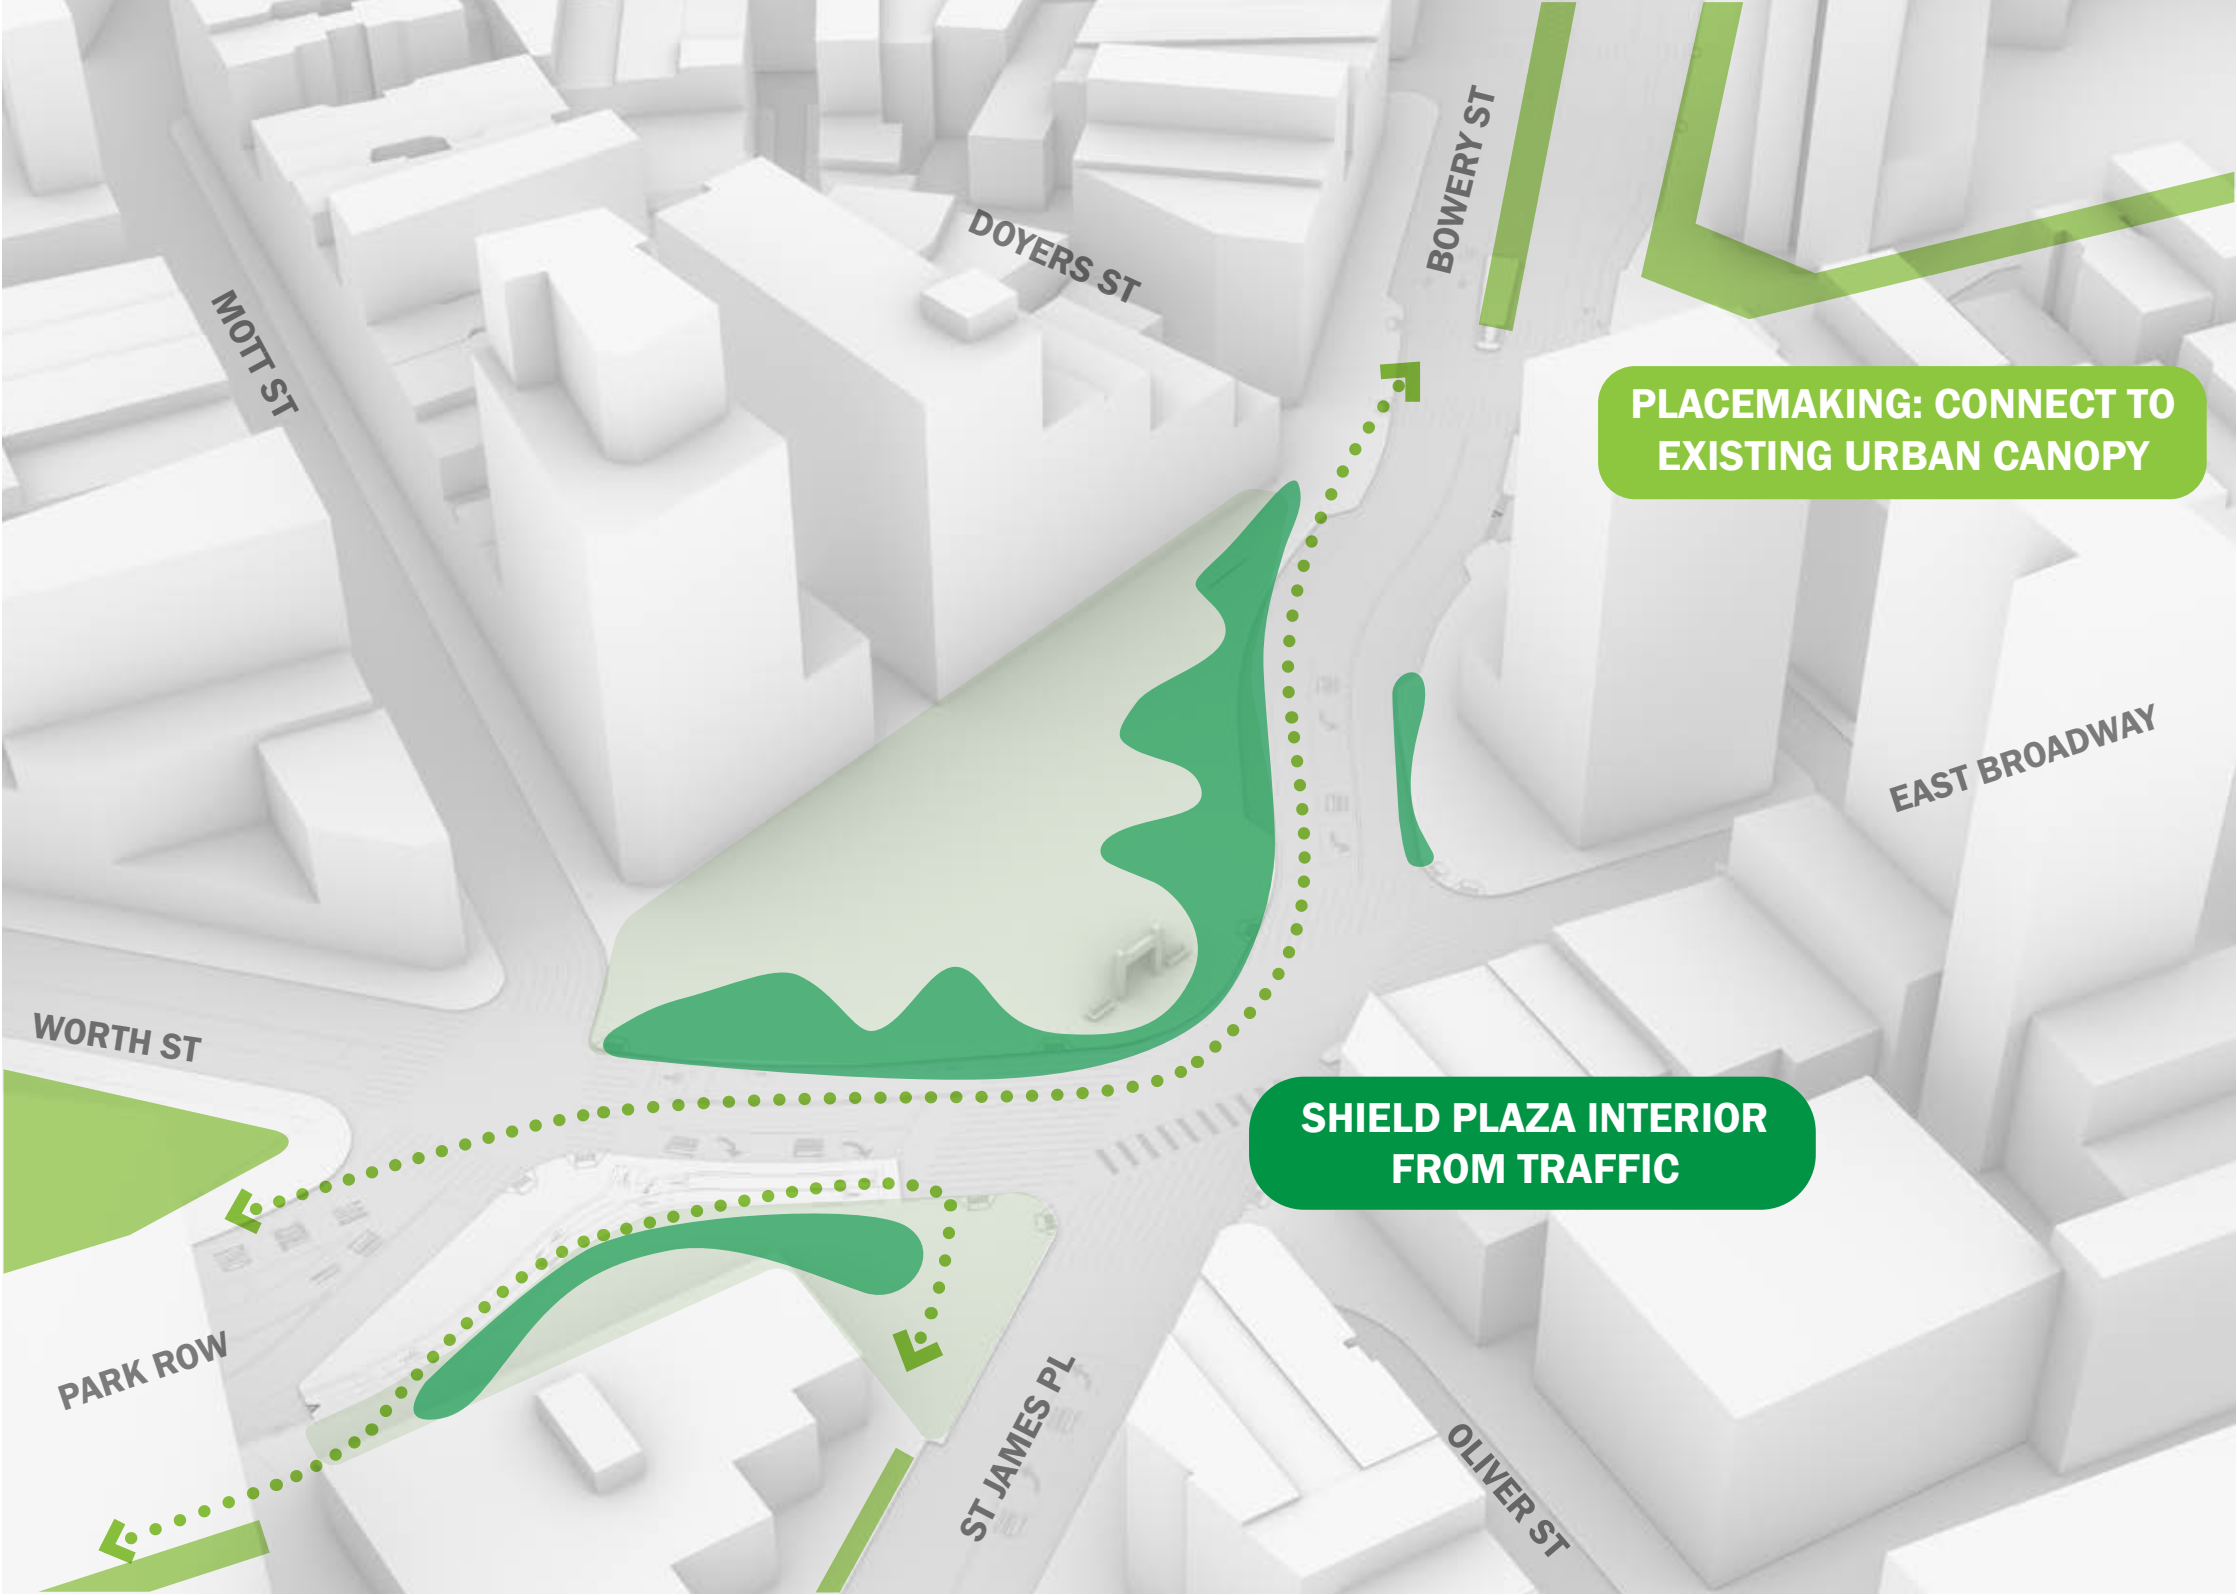 BOWERY ST
DOYERS ST
MOTT ST
PLACEMAKING: CONNECT TO
EXISTING URBAN CANOPY
EAST BROADWAY
WORTH ST
SHIELD PLAZA INTERIOR
FROM TRAFFIC
PARK ROW
ST JAMES PL
OLIVER ST